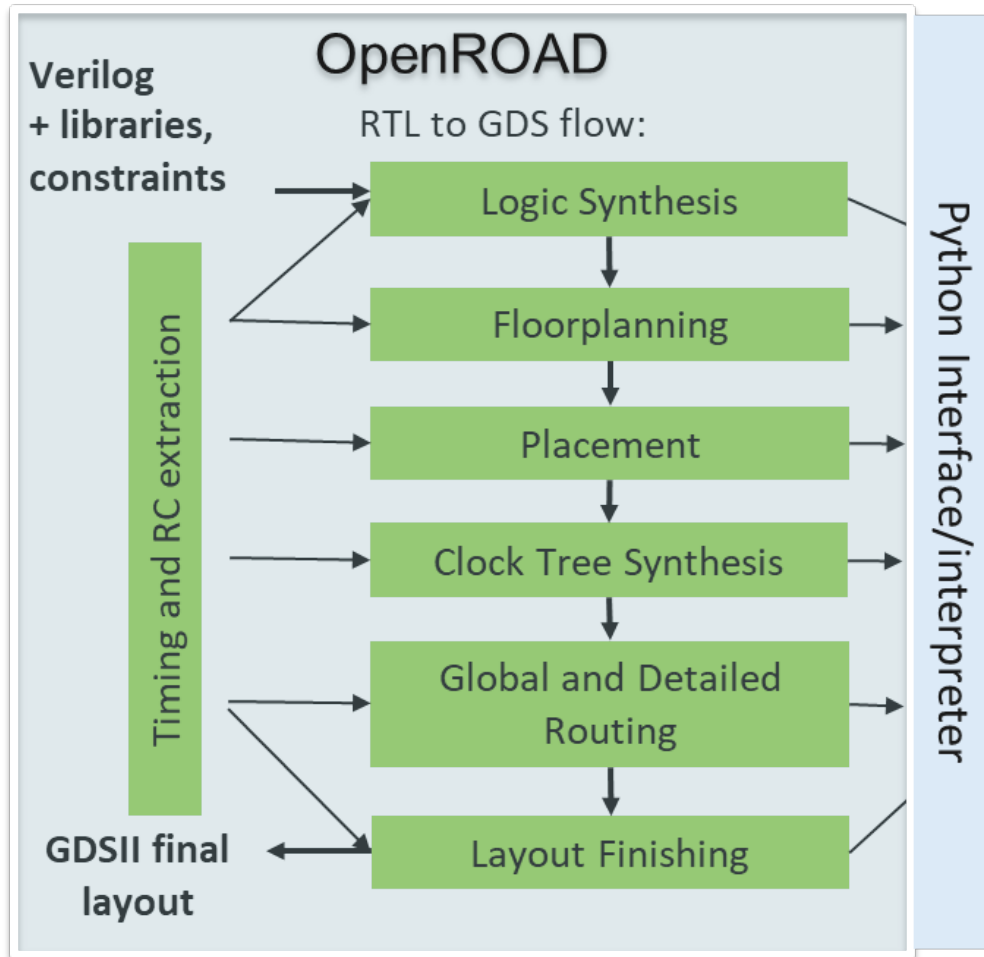 OpenROAD
Verilog
+ libraries,
constraints
RTL to GDS flow:
Logic Synthesis
Floorplanning
Placement
Clock Tree Synthesis
Global and Detailed
Routing
Layout Finishing
Timing and RC extraction
GDSII final
layout
Python Interface/interpreter